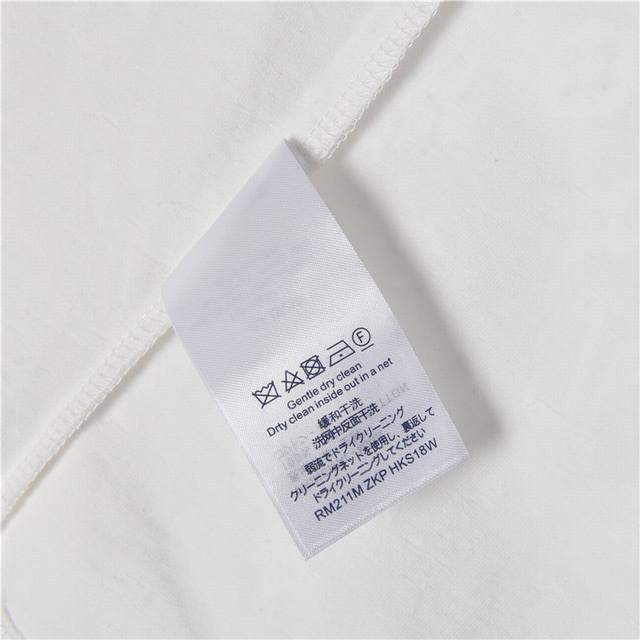 F
Gentle dry clean
Drty clean inside out in a net
緩和干洗
洗网中反面干洗
弱流でドライクリーニング
クリーニングネットを使用し、裏返して
ドライクリーニングしてください
RM211M ZKP HKS18W